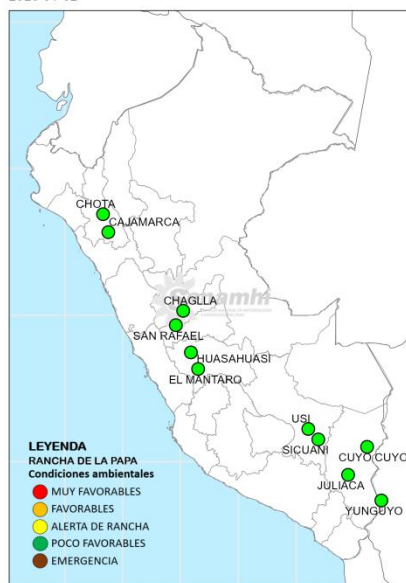 CHOTA
CAJAMARCA
Senamhi
CHAGLLA
SAN RAFAEL
HUASAHUASI
EL MANTARO
USI
SICUANI
CUYO CUYO
JULIACA
YUNGUYO
LEYENDA
RANCHA DE LA PAPA
Condiciones ambientales
MUY FAVORABLES
FAVORABLES
ALERTA DE RANCHA
POCO FAVORABLES
EMERGENCIA